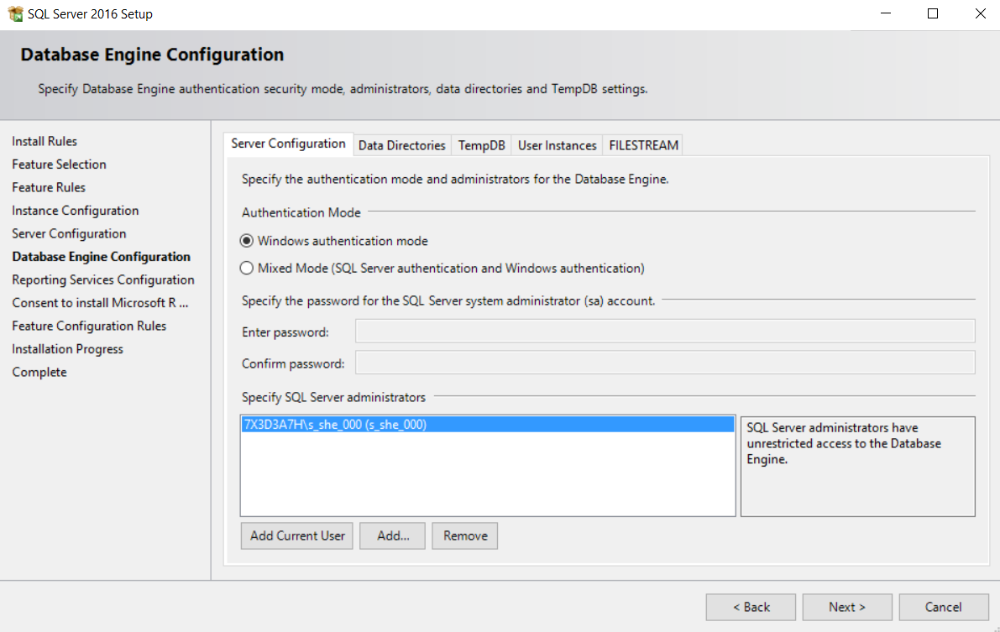 SQL Server 2016 Setup
Database Engine Configuration
Specify Database Engine authentication security mode, administrators, data directories and TempDB settings.
Install Rules
Feature Selection
Feature Rules
Instance Configuration
Server Configuration
Database Engine Configuration
Reporting Services Configuration
Consent to install Microsoft R ...
Feature Configuration Rules
Installation Progress
Complete
Server Configuration Data Directories TempDB User Instances FILESTREAM
Specify the authentication mode and administrators for the Database Engine.
Authentication Mode
Windows authentication mode
Mixed Mode (SQL Server authentication and Windows authentication)
Specify the password for the SQL Server system administrator (sa) account.
Enter password:
Confirm password:
Specify SQL Server administrators
7X3D3A7H\s_she_000 (s_she_000)
SQL Server administrators have
unrestricted access to the Database
Engine.
Add Current User Add... Remove
< Back Next > Cancel